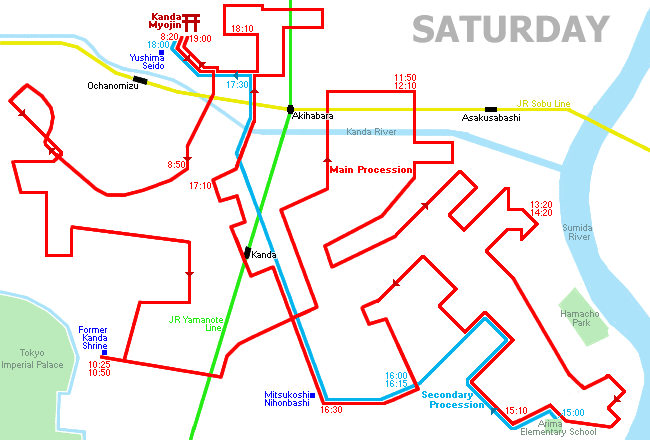 SATURDAY
Kanda
Myojin
8:20
18:00
19:00
18:10
Yushima
Seido
Ochanomizu
17:30
11:50
12:10
JR Sobu Line
Akihabara
Asakusabashi
Kanda River
8:50
Main Procession
17:10
13:20
14:20
Sumida
River
Kanda
JR Yamanote
Line
Hamacho
Park
Former
Kanda
Shrine
Tokyo
Imperial Palace
10:25
10:50
16:00
16:15
Mitsukoshi
Nihonbashi
16:30
Secondary
Procession
15:10
15:00
Arima
Elementary School